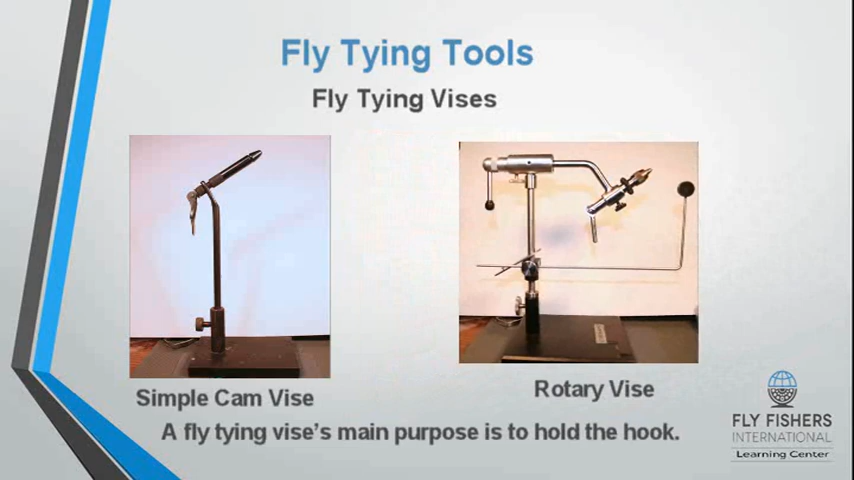 Fly Tying Tools
Fly Tying Vises
Simple Cam Vise
Rotary Vise
A fly tying vise's main purpose is to hold the hook.
FLY FISHERS
INTERNATIONAL
Learning Center